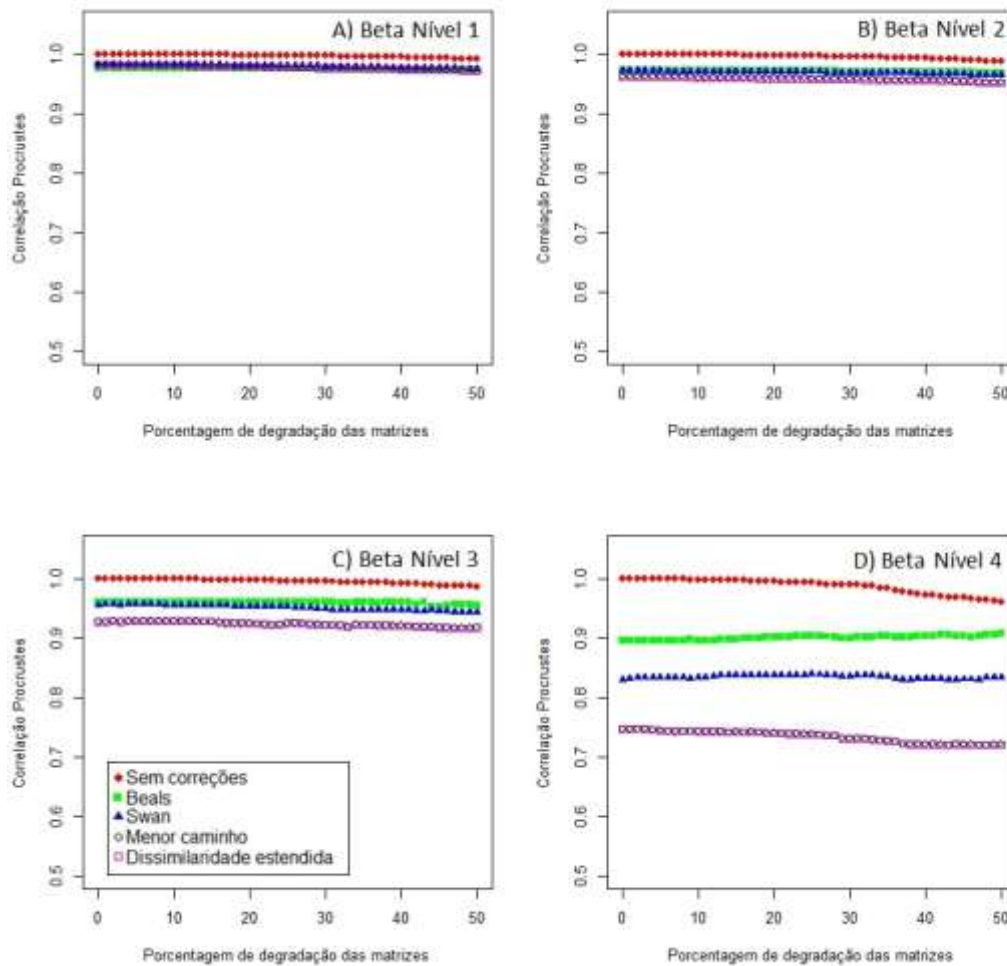 A) Beta Nível 1
Correlação Procrustes
1.0
0.9
0.8
0.7
0.6
0.5
0 10 20 30 40 50
Porcentagem de degradação das matrizes
B) Beta Nível 2
Correlação Procrustes
1.0
0.9
0.8
0.7
0.6
0.5
0 10 20 30 40 50
Porcentagem de degradação das matrizes
C) Beta Nível 3
Correlação Procrustes
1.0
0.9
0.8
0.7
0.6
0.5
Sem correções
Beals
Swan
Menor caminho
Dissimilaridade estendida
0 10 20 30 40 50
Porcentagem de degradação das matrizes
D) Beta Nível 4
Correlação Procrustes
1.0
0.9
0.8
0.7
0.6
0.5
0 10 20 30 40 50
Porcentagem de degradação das matrizes